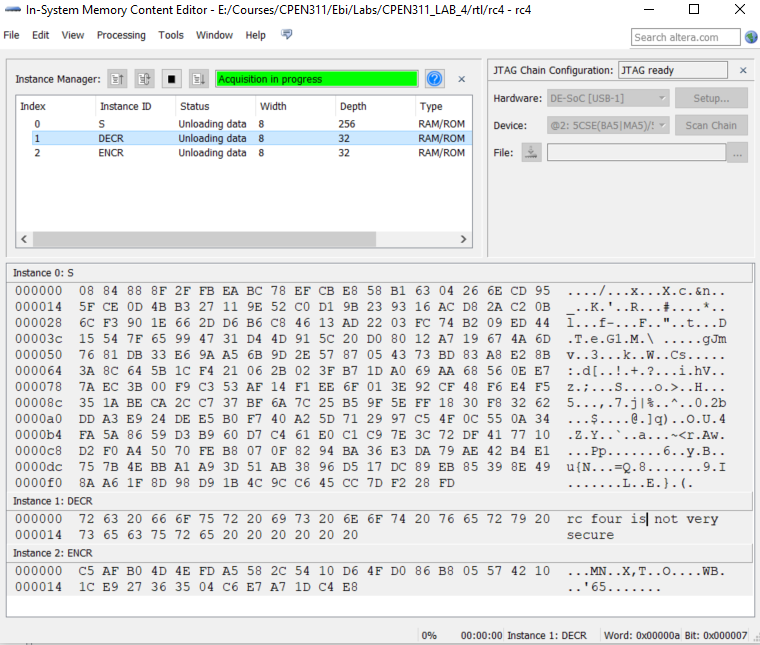 In-System Memory Content Editor - E:/Courses/CPEN311/Ebi/Labs/CPEN311_LAB_4/rtl/rc4 - rc4
File Edit View Processing Tools Window Help
Search altera.com
Instance Manager: Acquisition in progress
Index Instance ID Status Width Depth Type
0 S Unloading data 8 256 RAM/ROM
1 DECR Unloading data 8 32 RAM/ROM
2 ENCR Unloading data 8 32 RAM/ROM
JTAG Chain Configuration: JTAG ready
Hardware: DE-SoC [USB-1] Setup...
Device: @2: 5CSE(BA5|MA5)/! Scan Chain
File: ...
Instance 0: S
000000 08 84 88 8F 2F FB EA BC 78 EF CB E8 58 B1 63 04 26 6E CD 95 ..../...x...X.c.&n..
000014 5F CE 0D 4B B3 27 11 9E 52 C0 D1 9B 23 93 16 AC D8 2A C2 0B _..K.'..R...#....*..
000028 6C F3 90 1E 66 2D D6 B6 C8 46 13 AD 22 03 FC 74 B2 09 ED 44 l...f-...F.."..t...D
00003c 15 54 7F 65 99 47 31 D4 4D 91 5C 20 D0 80 12 A7 19 67 4A 6D .T.e.G1.M.\ .....gJm
000050 76 81 DB 33 E6 9A A5 6B 9D 2E 57 87 05 43 73 BD 83 A8 E2 8B v..3...k..W..Cs.....
000064 3A 8C 64 5B 1C F4 21 06 2B 02 3F B7 1D A0 69 AA 68 56 0E E7 :.d[..!.+.?...i.hV..
000078 7A EC 3B 00 F9 C3 53 AF 14 F1 EE 6F 01 3E 92 CF 48 F6 E4 F5 z.;...S....o.>..H...
00008c 35 1A BE CA 2C C7 37 BF 6A 7C 25 B5 9F 5E FF 18 30 F8 32 62 5...,.7.j|%..^..0.2b
0000a0 DD A3 E9 24 DE E5 B0 F7 40 A2 5D 71 29 97 C5 4F 0C 55 0A 34 ...$....@.]q)..O.U.4
0000b4 FA 5A 86 59 D3 B9 60 D7 C4 61 E0 C1 C9 7E 3C 72 DF 41 77 10 .Z.Y..`..a...~<r.Aw.
0000c8 D2 F0 A4 50 70 FE B8 07 0F 82 94 BA 36 E3 DA 79 AE 42 B4 E1 ...Pp.......6..y.B..
0000dc 75 7B 4E BB A1 A9 3D 51 AB 38 96 D5 17 DC 89 EB 85 39 8E 49 u{N...=Q.8.......9.I
0000f0 8A A6 1F 8D 98 D9 1B 4C 9C C6 45 CC 7D F2 28 FD .......L..E.}.(.
Instance 1: DECR
000000 72 63 20 66 6F 75 72 20 69 73 20 6E 6F 74 20 76 65 72 79 20 rc four is not very
000014 73 65 63 75 72 65 20 20 20 20 20 20 secure
Instance 2: ENCR
000000 C5 AF B0 4D 4E FD A5 58 2C 54 10 D6 4F D0 86 B8 05 57 42 10 ...MN..X,T..O....WB.
000014 1C E9 27 36 35 04 C6 E7 A7 1D C4 E8 ..'65.......
0% 00:00:00 Instance 1: DECR Word: 0x00000a Bit: 0x000007